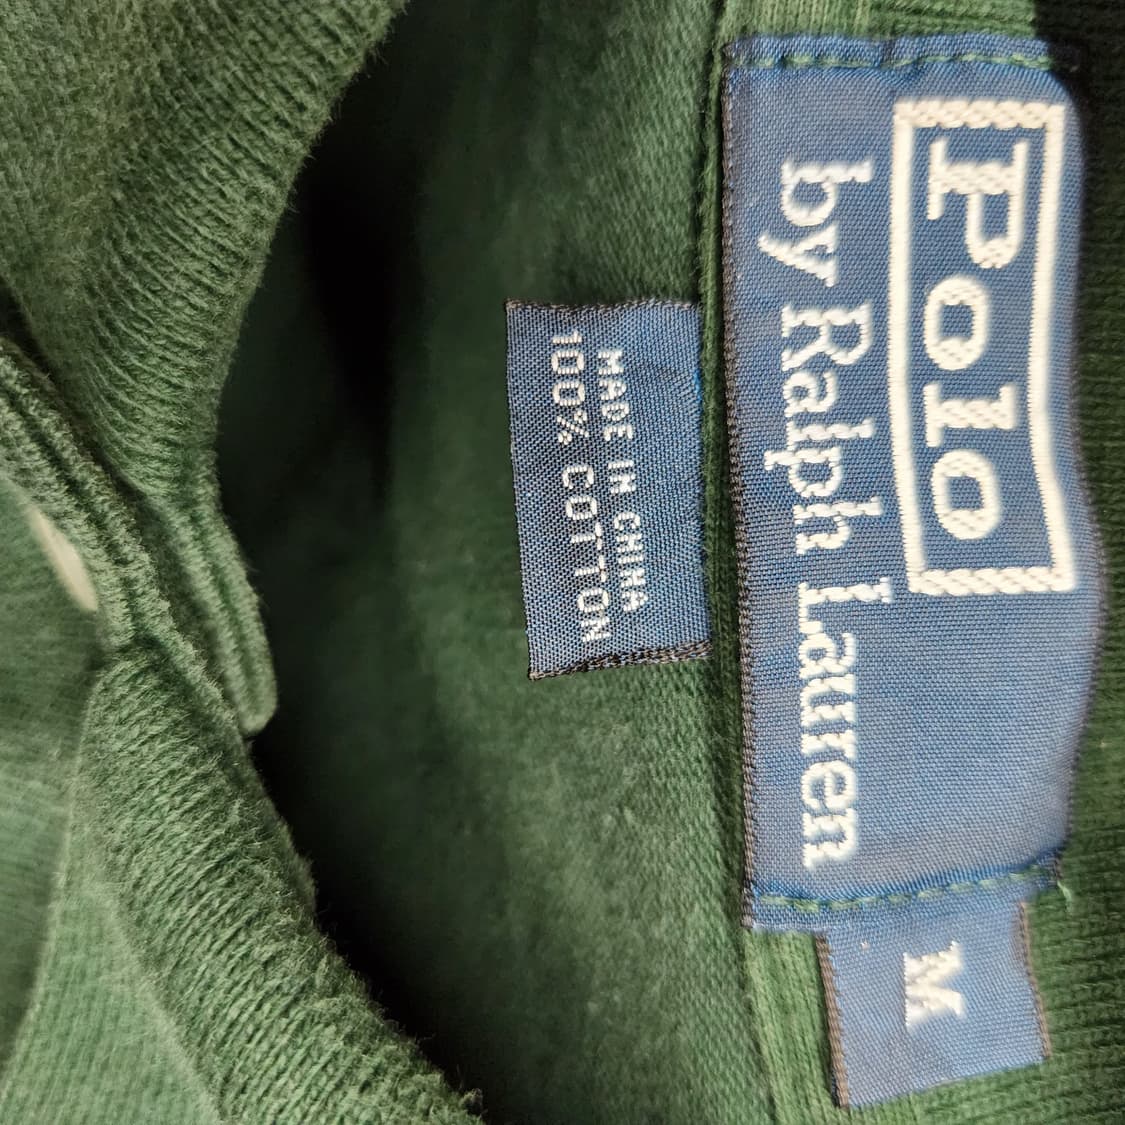 Polo
by Ralph Lauren
M
MADE IN CHINA
100% COTTON